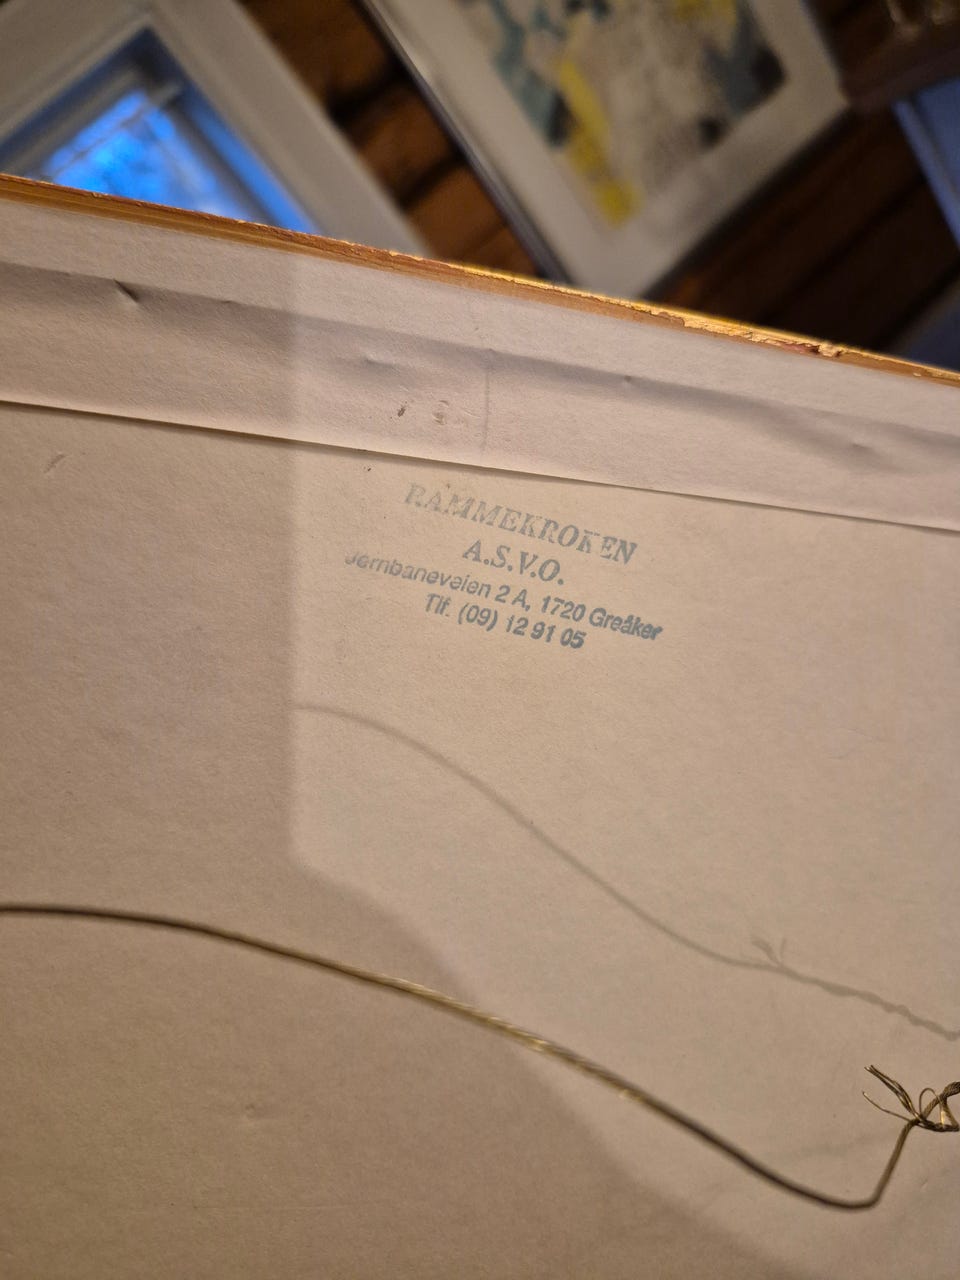 RAMMEKROKEN
A.S.V.O.
Jernbaneveien 2 A, 1720 Greåker
Tlf. (09) 12 91 05